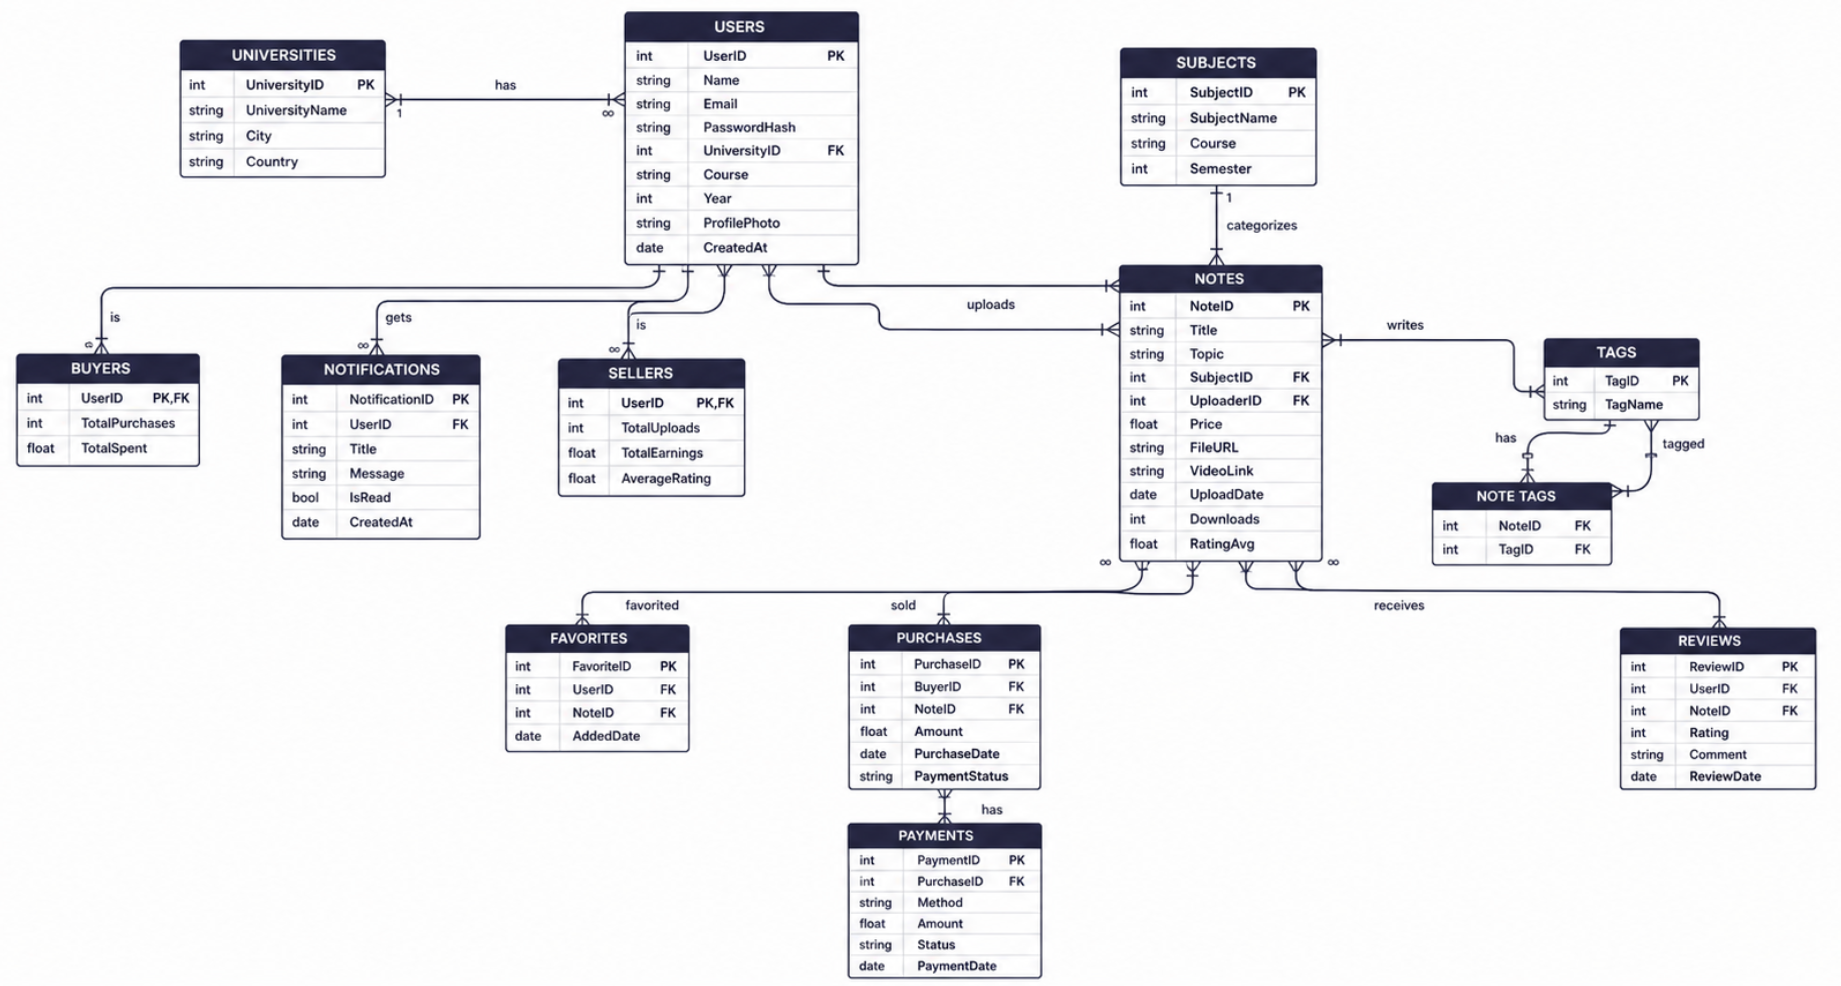 USERS
int UserID PK
string Name
string Email
string PasswordHash
int UniversityID FK
string Course
int Year
string ProfilePhoto
date CreatedAt
UNIVERSITIES
int UniversityID PK
string UniversityName
string City
string Country
has
1
∞
SUBJECTS
int SubjectID PK
string SubjectName
string Course
int Semester
1
categorizes
is
gets
∞
is
∞
uploads
BUYERS
int UserID PK,FK
int TotalPurchases
float TotalSpent
NOTIFICATIONS
int NotificationID PK
int UserID FK
string Title
string Message
bool IsRead
date CreatedAt
SELLERS
int UserID PK,FK
int TotalUploads
float TotalEarnings
float AverageRating
NOTES
int NoteID PK
string Title
string Topic
int SubjectID FK
int UploaderID FK
float Price
string FileURL
string VideoLink
date UploadDate
int Downloads
float RatingAvg
writes
TAGS
int TagID PK
string TagName
has
tagged
NOTE TAGS
int NoteID FK
int TagID FK
∞
∞
favorited
sold
receives
FAVORITES
int FavoriteID PK
int UserID FK
int NoteID FK
date AddedDate
PURCHASES
int PurchaseID PK
int BuyerID FK
int NoteID FK
float Amount
date PurchaseDate
string PaymentStatus
REVIEWS
int ReviewID PK
int UserID FK
int NoteID FK
int Rating
string Comment
date ReviewDate
has
PAYMENTS
int PaymentID PK
int PurchaseID FK
string Method
float Amount
string Status
date PaymentDate